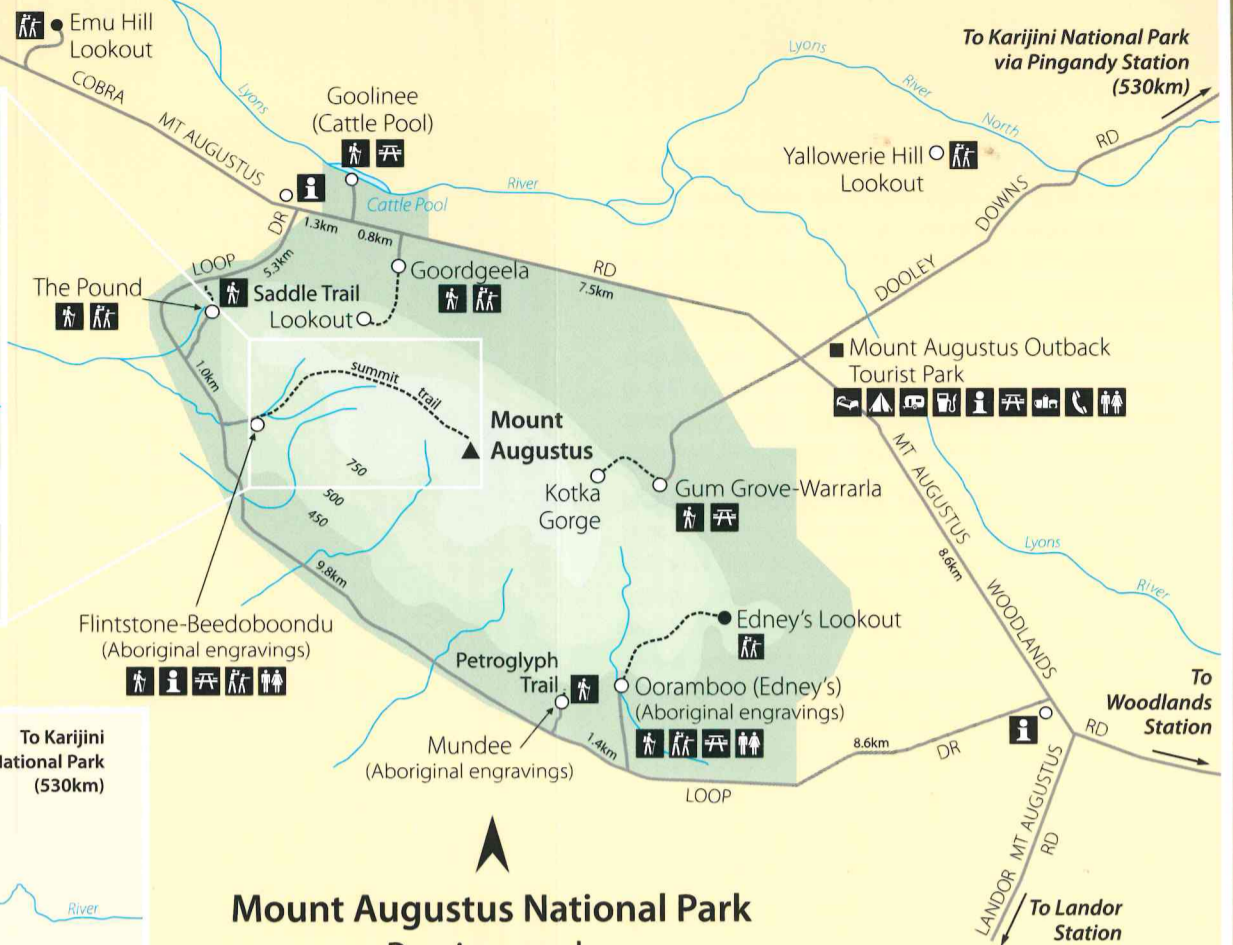 Emu Hill
Lookout
COBRA
MT AUGUSTUS
Lyons
Goolinee
(Cattle Pool)
Cattle Pool
River
Lyons
River
North
To Karijini National Park
via Pingandy Station
(530km)
RD
Yallowerie Hill
Lookout
DOWNS
DOOLEY
DR
1.3km
0.8km
LOOP
5.3km
RD
7.5km
The Pound
Saddle Trail
Lookout
Goordgeela
1.0km
summit
trail
Mount
Augustus
750
500
450
Kotka
Gorge
Gum Grove-Warrarla
Mount Augustus Outback
Tourist Park
MT AUGUSTUS
8.6km
WOODLANDS
Lyons
River
9.8km
Flintstone-Beedoboondu
(Aboriginal engravings)
Edney's Lookout
Petroglyph
Trail
Ooramboo (Edney's)
(Aboriginal engravings)
Mundee
(Aboriginal engravings)
1.4km
LOOP
8.6km
DR
RD
To
Woodlands
Station
LANDOR MT AUGUSTUS
RD
To Landor
Station
To Karijini
National Park
(530km)
River
Mount Augustus National Park